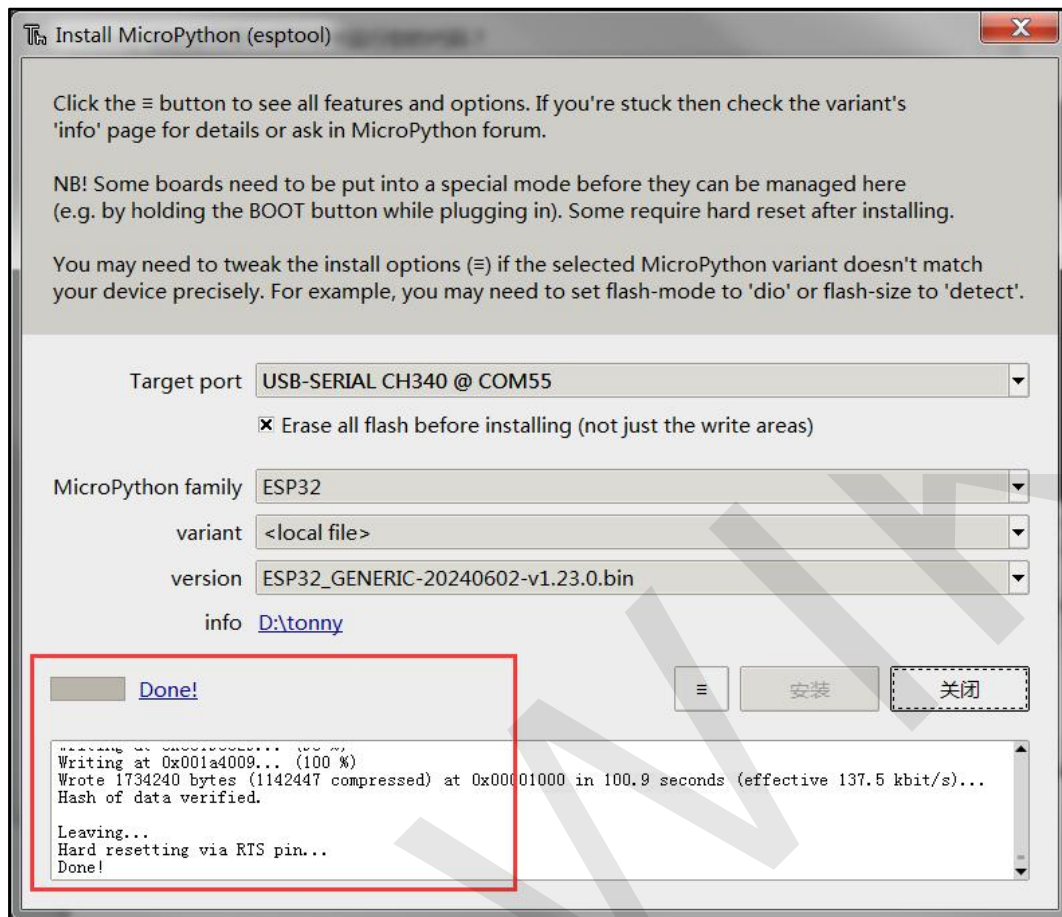 Install MicroPython (esptool)
X
Click the ≡ button to see all features and options. If you're stuck then check the variant's
'info' page for details or ask in MicroPython forum.
NB! Some boards need to be put into a special mode before they can be managed here
(e.g. by holding the BOOT button while plugging in). Some require hard reset after installing.
You may need to tweak the install options (≡) if the selected MicroPython variant doesn't match
your device precisely. For example, you may need to set flash-mode to 'dio' or flash-size to 'detect'.
Target port USB-SERIAL CH340 @ COM55
Erase all flash before installing (not just the write areas)
MicroPython family ESP32
variant <local file>
version ESP32_GENERIC-20240602-v1.23.0.bin
info D:\tonny
Done! ≡ 安装 关闭
Writing at 0x001a4009... (100 %)
Wrote 1734240 bytes (1142447 compressed) at 0x00001000 in 100.9 seconds (effective 137.5 kbit/s)...
Hash of data verified.
Leaving...
Hard resetting via RTS pin...
Done!